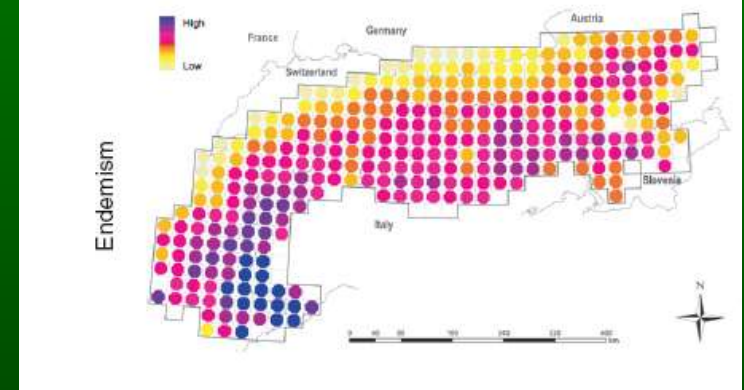 Austria
High
Germany
France
Low
Switzerland
Endemism
Slovenia
Italy
N